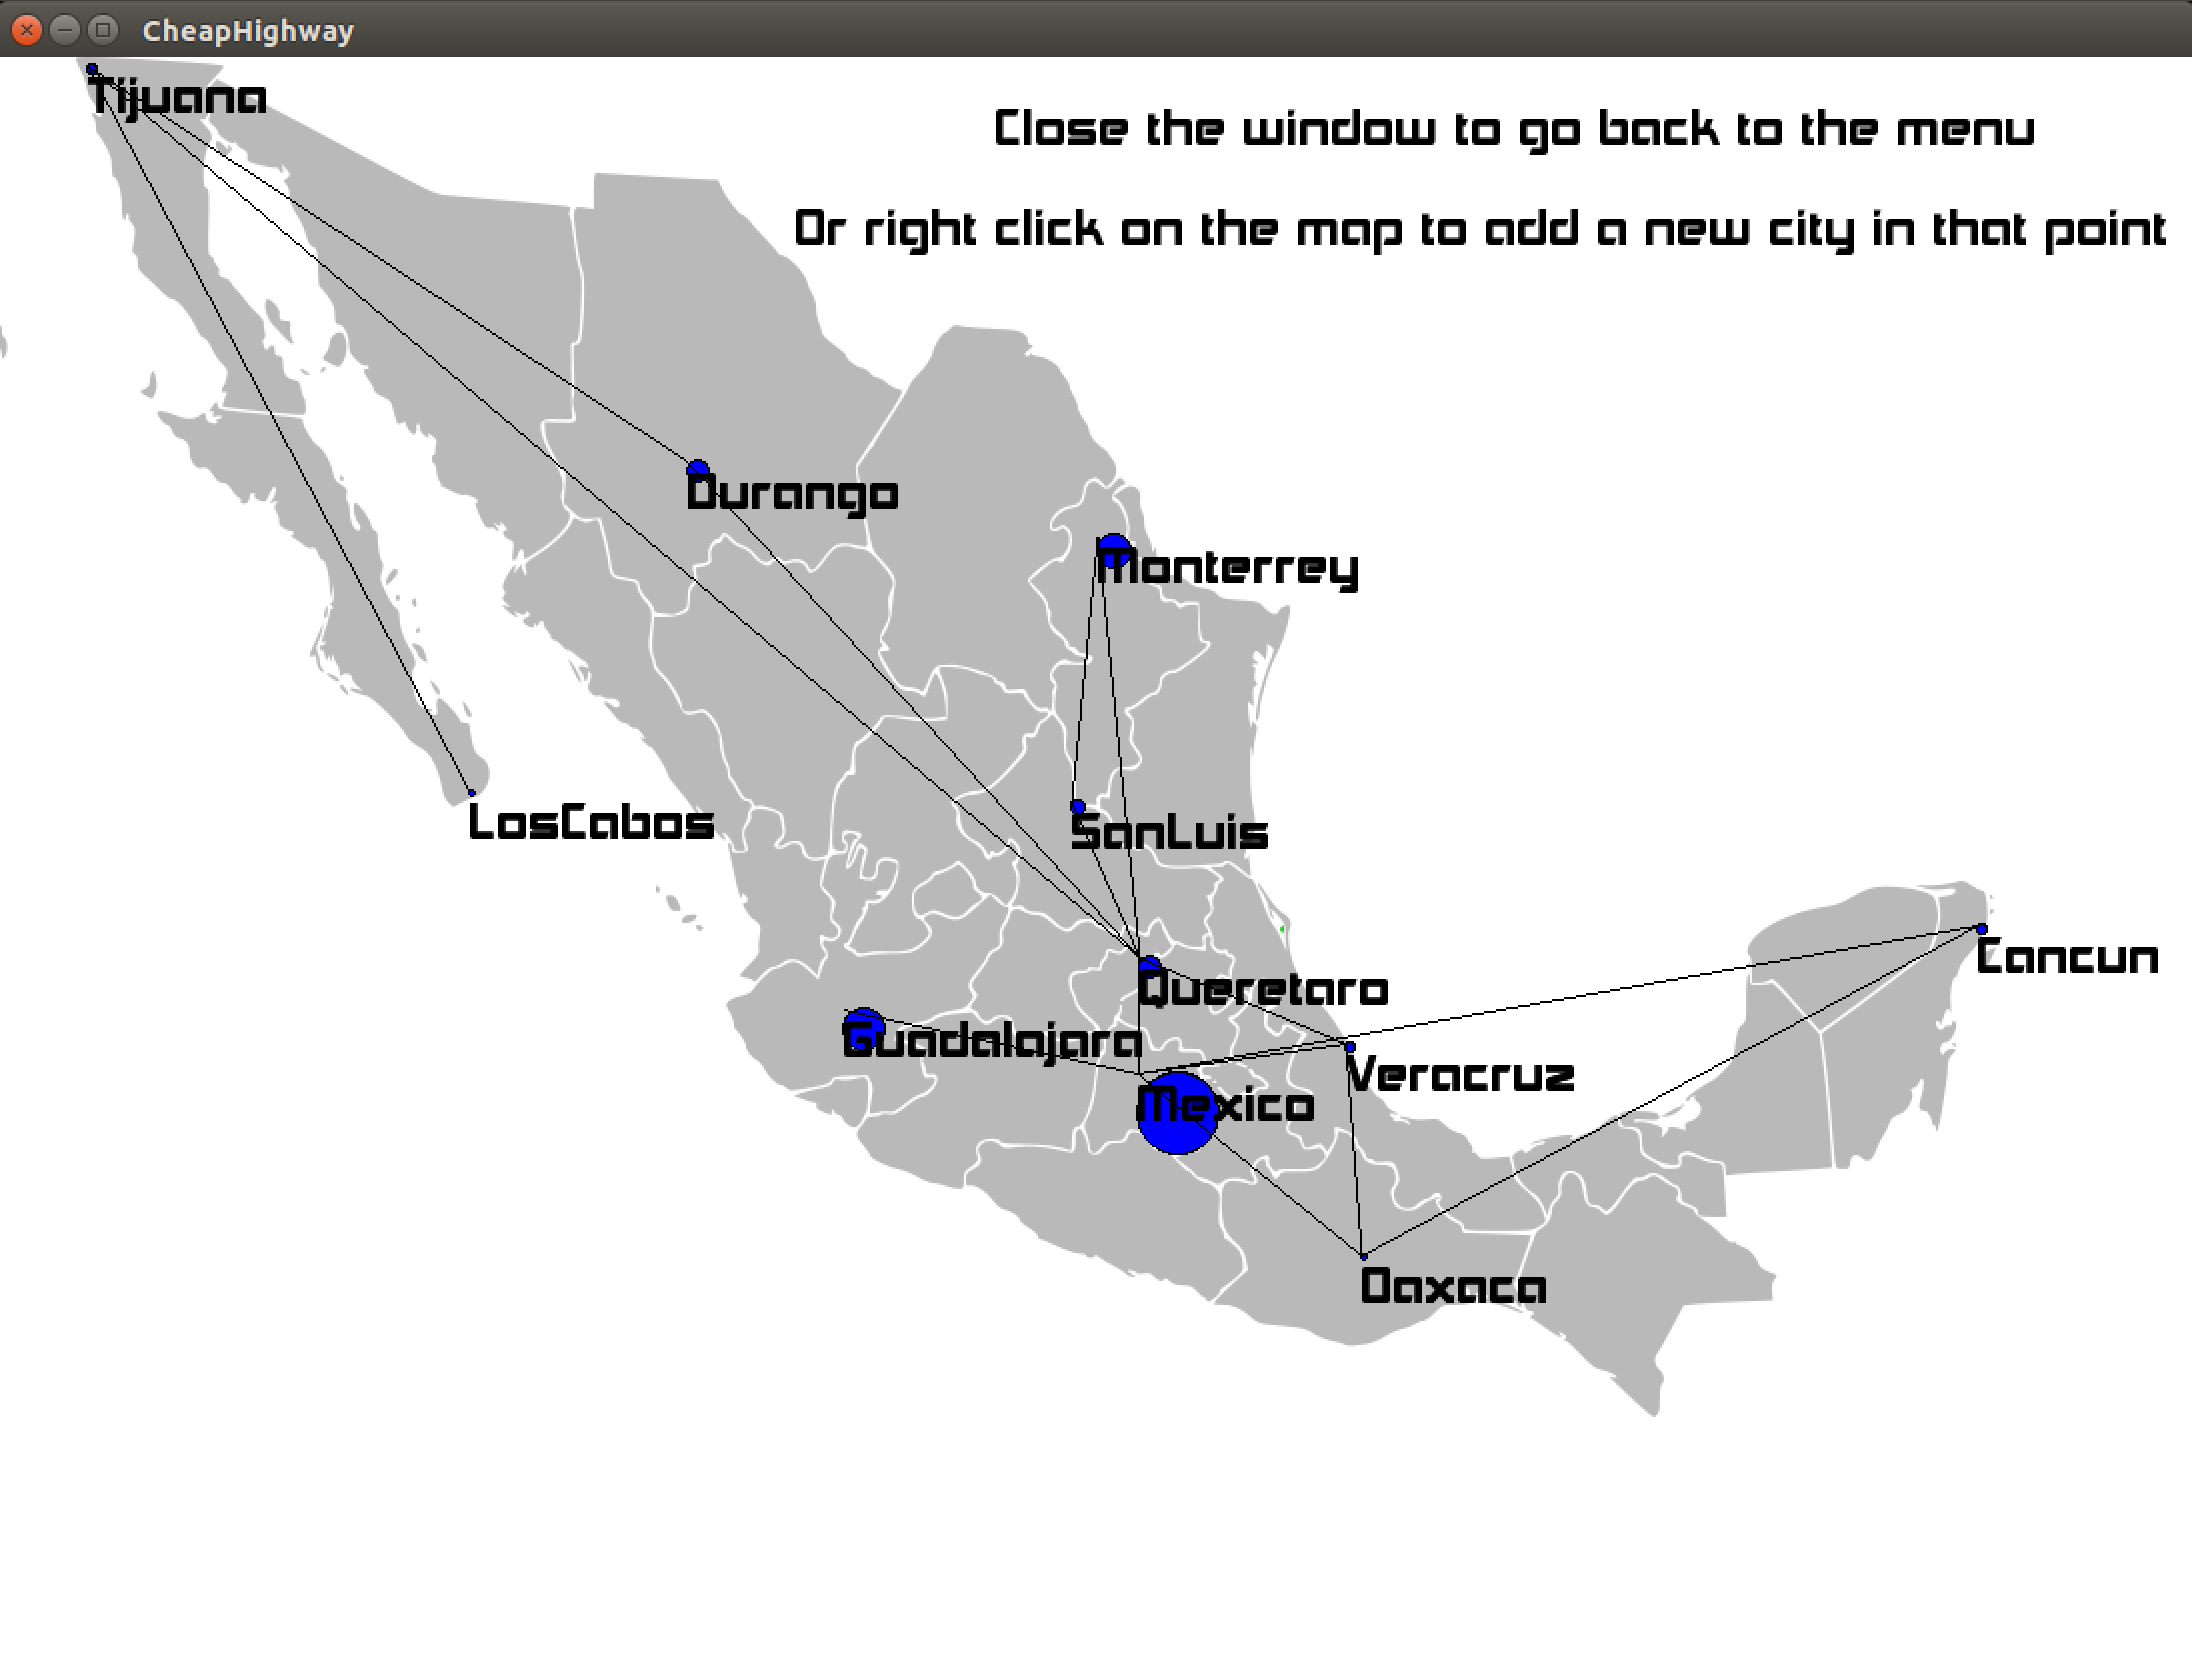 CheapHighway
Tijuana
Close the window to go back to the menu
Or right click on the map to add a new city in that point
Durango
Monterrey
LosCabos
SanLuis
Cancun
Queretaro
Guadalajara
Veracruz
Mexico
Oaxaca